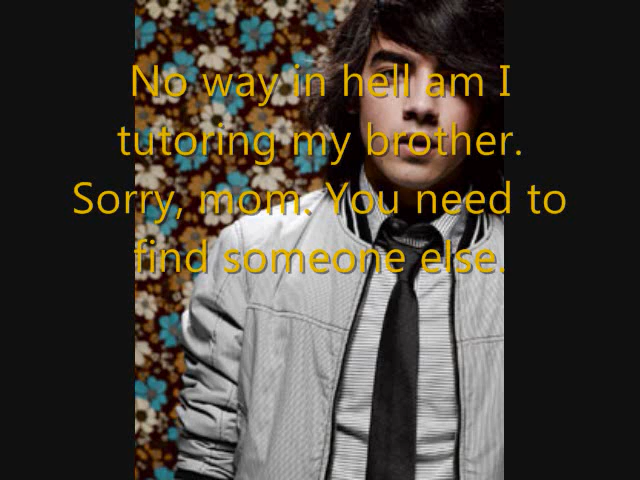 No way in hell am I
tutoring my brother.
Sorry, mom. You need to
find someone else.